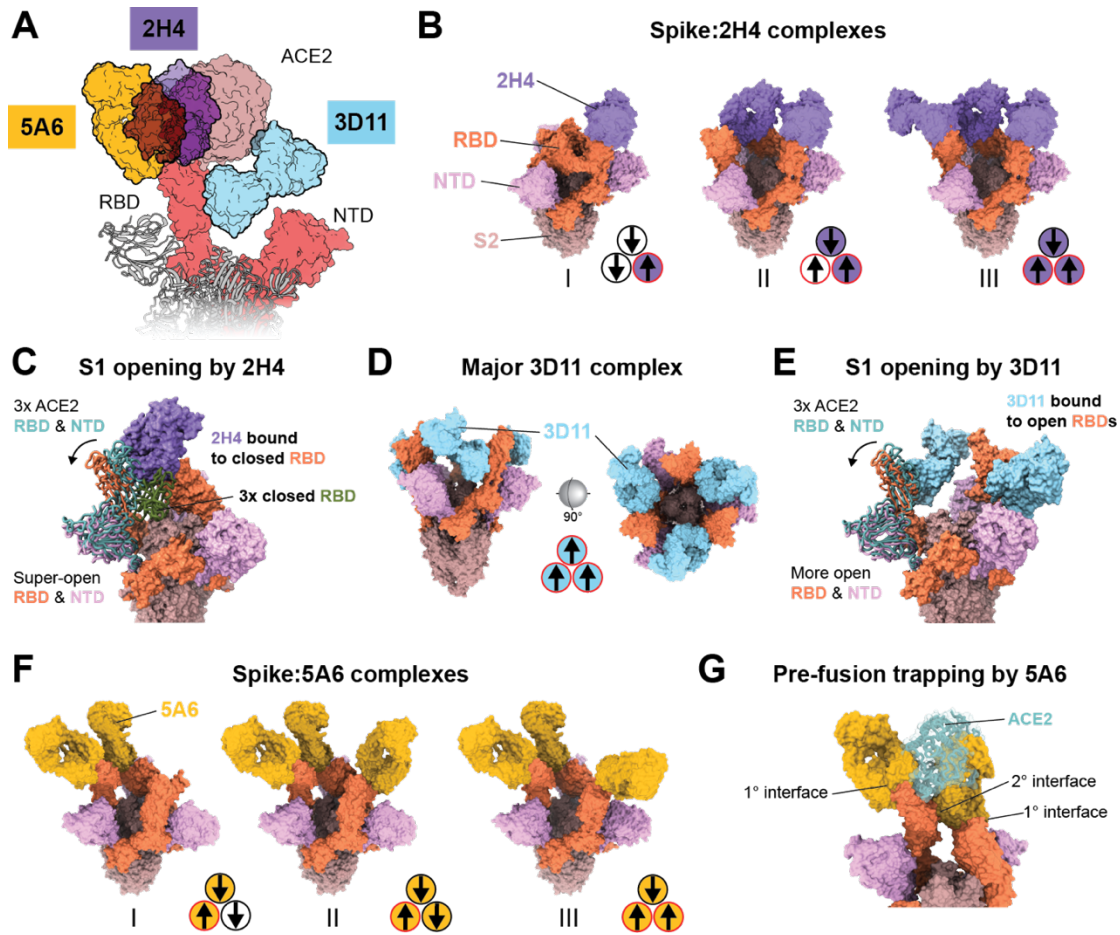 A
2H4
ACE2
5A6
3D11
RBD
NTD
B
Spike:2H4 complexes
2H4
RBD
NTD
S2
I
II
III
C
S1 opening by 2H4
3x ACE2
RBD & NTD
2H4 bound
to closed RBD
3x closed RBD
Super-open
RBD & NTD
D
Major 3D11 complex
3D11
90°
E
S1 opening by 3D11
3x ACE2
RBD & NTD
3D11 bound
to open RBDs
More open
RBD & NTD
F
Spike:5A6 complexes
5A6
I
II
III
G
Pre-fusion trapping by 5A6
ACE2
1° interface
2° interface
1° interface